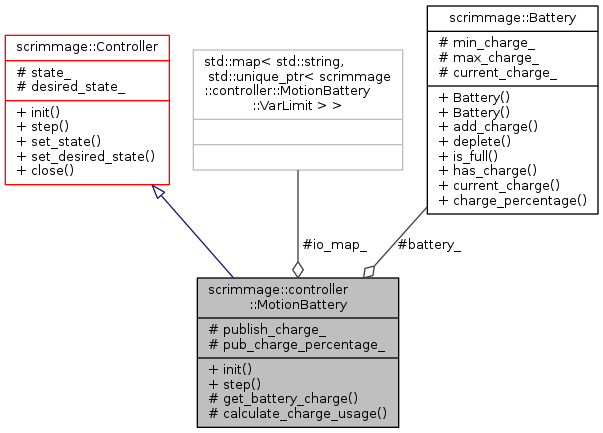 scrimmage::Controller
# state_
# desired_state_
+ init()
+ step()
+ set_state()
+ set_desired_state()
+ close()
std::map< std::string,
std::unique_ptr< scrimmage
::controller::MotionBattery
::VarLimit > >
scrimmage::Battery
# min_charge_
# max_charge_
# current_charge_
+ Battery()
+ Battery()
+ add_charge()
+ deplete()
+ is_full()
+ has_charge()
+ current_charge()
+ charge_percentage()
#io_map_
#battery_
scrimmage::controller
::MotionBattery
# publish_charge_
# pub_charge_percentage_
+ init()
+ step()
# get_battery_charge()
# calculate_charge_usage()